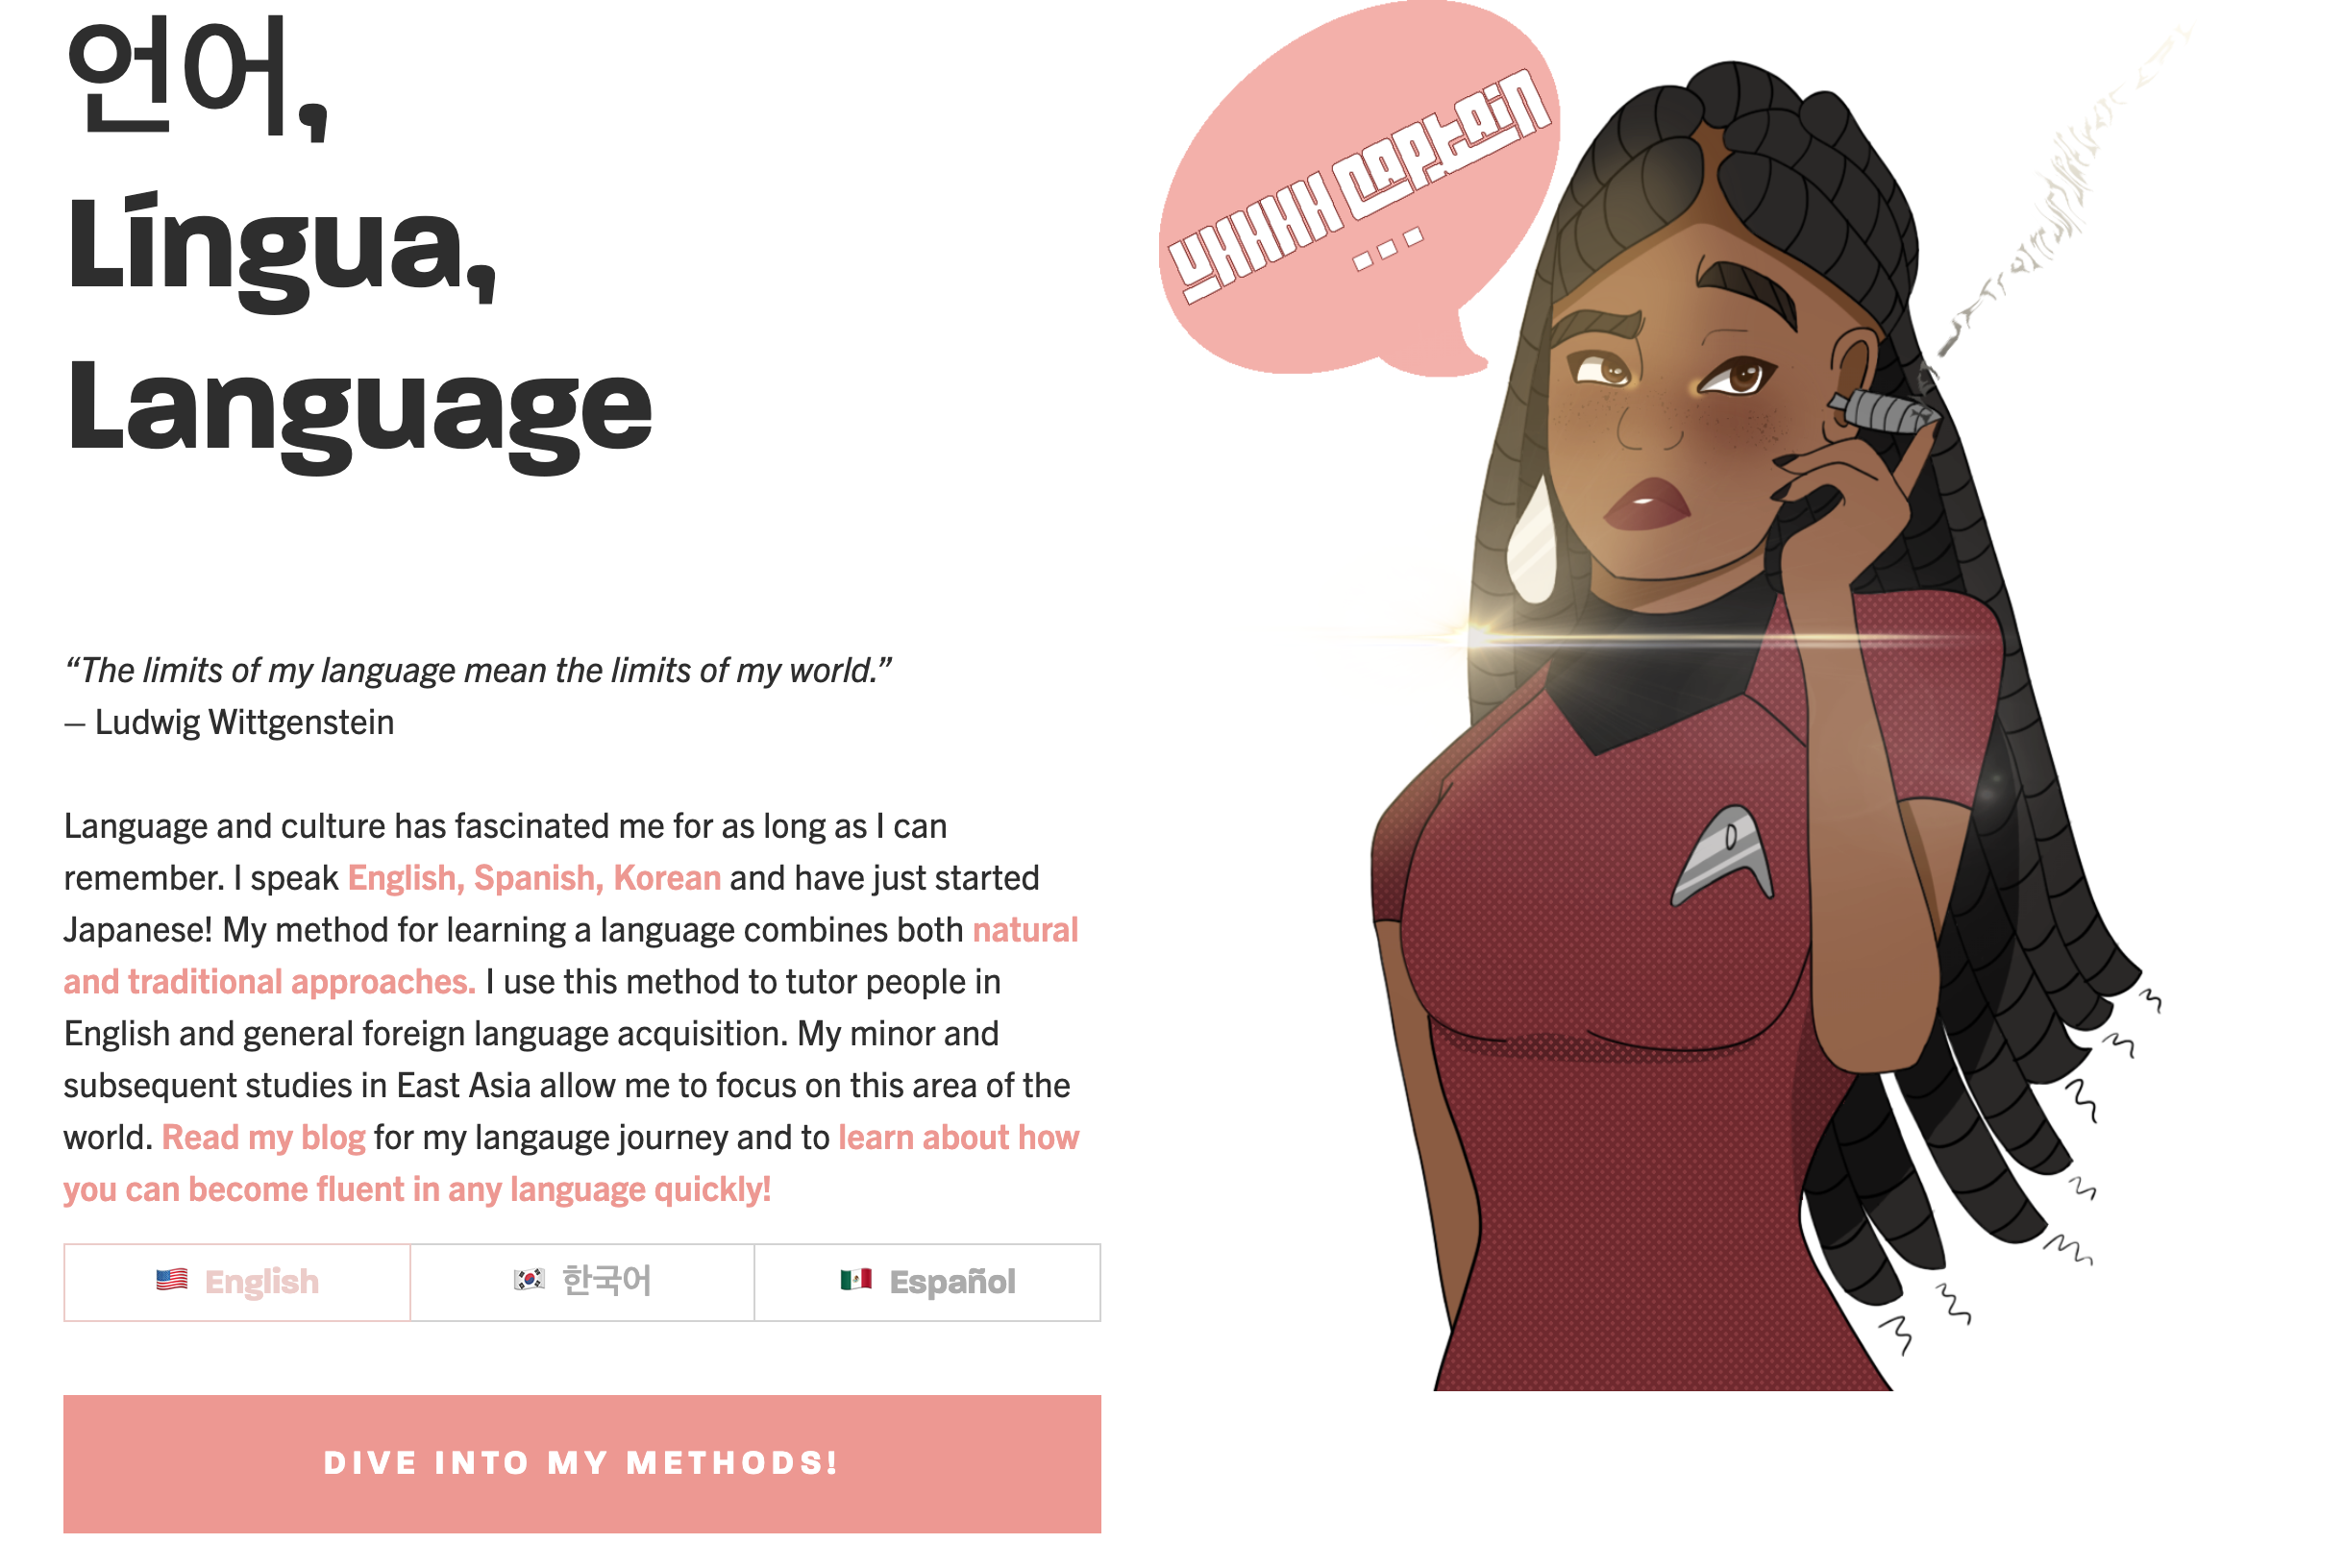 언어,
Língua,
Language
“The limits of my language mean the limits of my world.”
– Ludwig Wittgenstein
Language and culture has fascinated me for as long as I can
remember. I speak English, Spanish, Korean and have just started
Japanese! My method for learning a language combines both natural
and traditional approaches. I use this method to tutor people in
English and general foreign language acquisition. My minor and
subsequent studies in East Asia allow me to focus on this area of the
world. Read my blog for my langauge journey and to learn about how
you can become fluent in any language quickly!
🇺🇸 English
🇰🇷 한국어
🇲🇽 Español
DIVE INTO MY METHODS!
uhhhh captain
...